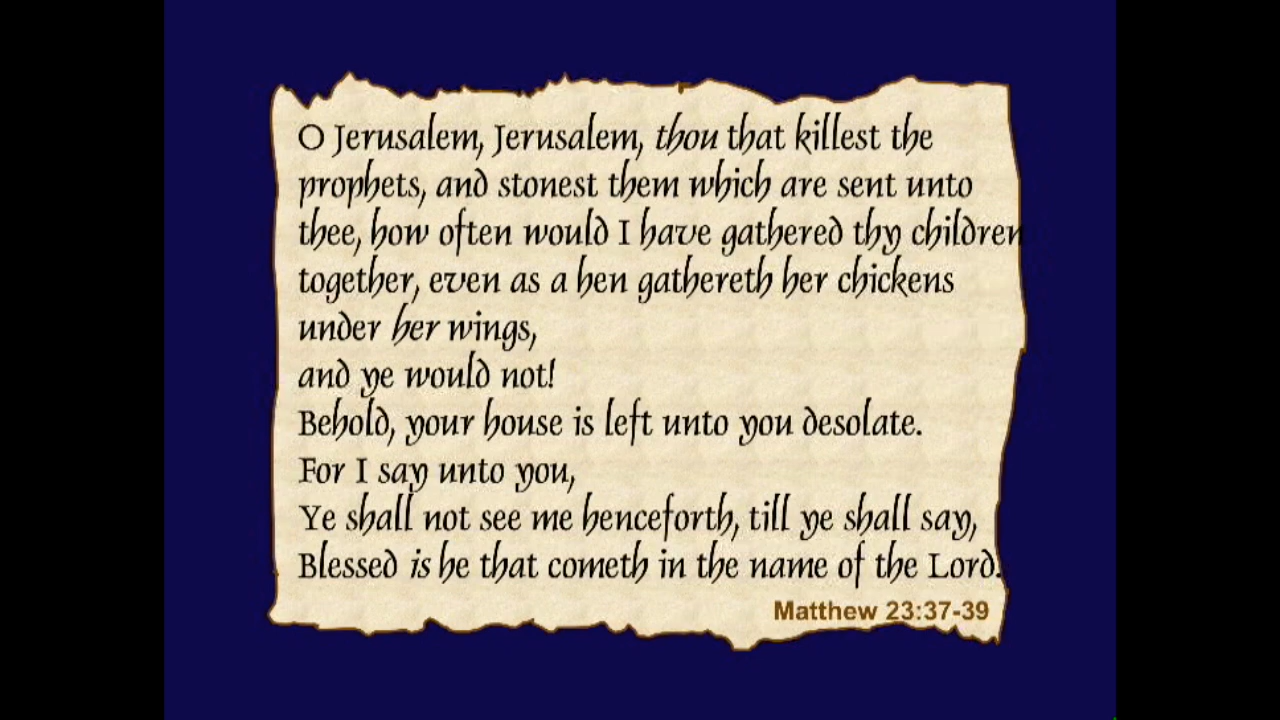 O Jerusalem, Jerusalem, thou that killest the
prophets, and stonest them which are sent unto
thee, how often would I have gathered thy children
together, even as a hen gathereth her chickens
under her wings,
and ye would not!
Behold, your house is left unto you desolate.
For I say unto you,
Ye shall not see me henceforth, till ye shall say,
Blessed is he that cometh in the name of the Lord.
Matthew 23:37-39